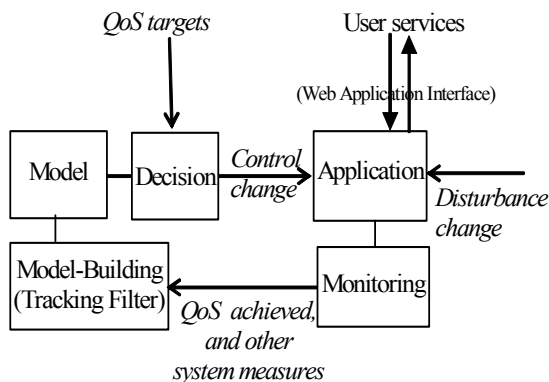 QoS targets
User services
(Web Application Interface)
Model
Decision
Control
change
Application
Disturbance
change
Model-Building
(Tracking Filter)
Monitoring
QoS achieved,
and other
system measures